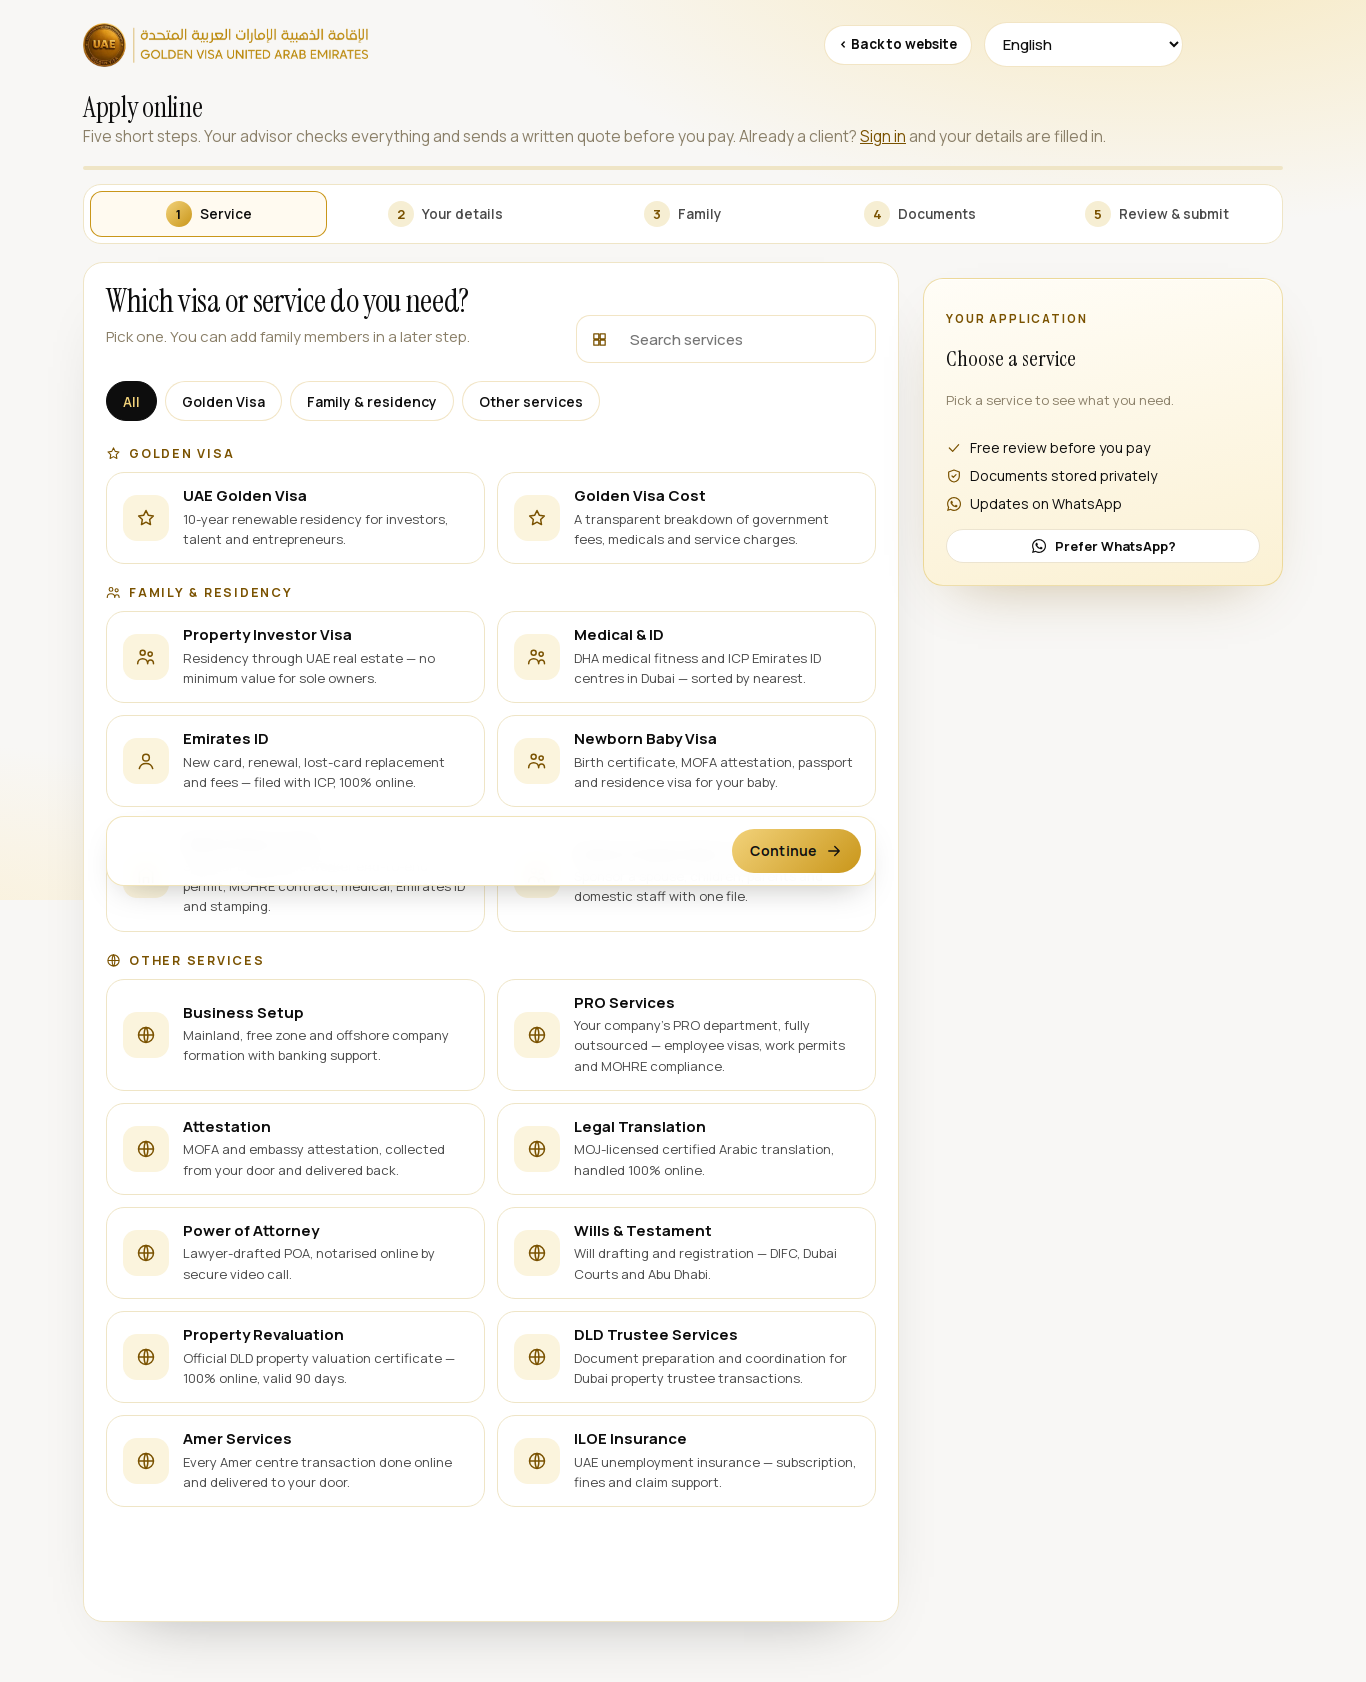 UAE
الإقامة الذهبية الإمارات العربية المتحدة
GOLDEN VISA UNITED ARAB EMIRATES
‹ Back to website
English
Apply online
Five short steps. Your advisor checks everything and sends a written quote before you pay. Already a client? Sign in and your details are filled in.
1 Service
2 Your details
3 Family
4 Documents
5 Review & submit
Which visa or service do you need?
Pick one. You can add family members in a later step.
Search services
All
Golden Visa
Family & residency
Other services
GOLDEN VISA
UAE Golden Visa
10-year renewable residency for investors,
talent and entrepreneurs.
Golden Visa Cost
A transparent breakdown of government
fees, medicals and service charges.
FAMILY & RESIDENCY
Property Investor Visa
Residency through UAE real estate — no
minimum value for sole owners.
Medical & ID
DHA medical fitness and ICP Emirates ID
centres in Dubai — sorted by nearest.
Emirates ID
New card, renewal, lost-card replacement
and fees — filed with ICP, 100% online.
Newborn Baby Visa
Birth certificate, MOFA attestation, passport
and residence visa for your baby.
Continue
permit, MOHRE contract, medical, Emirates ID
and stamping.
domestic staff with one file.
OTHER SERVICES
Business Setup
Mainland, free zone and offshore company
formation with banking support.
PRO Services
Your company's PRO department, fully
outsourced — employee visas, work permits
and MOHRE compliance.
Attestation
MOFA and embassy attestation, collected
from your door and delivered back.
Legal Translation
MOJ-licensed certified Arabic translation,
handled 100% online.
Power of Attorney
Lawyer-drafted POA, notarised online by
secure video call.
Wills & Testament
Will drafting and registration — DIFC, Dubai
Courts and Abu Dhabi.
Property Revaluation
Official DLD property valuation certificate —
100% online, valid 90 days.
DLD Trustee Services
Document preparation and coordination for
Dubai property trustee transactions.
Amer Services
Every Amer centre transaction done online
and delivered to your door.
ILOE Insurance
UAE unemployment insurance — subscription,
fines and claim support.
YOUR APPLICATION
Choose a service
Pick a service to see what you need.
Free review before you pay
Documents stored privately
Updates on WhatsApp
Prefer WhatsApp?